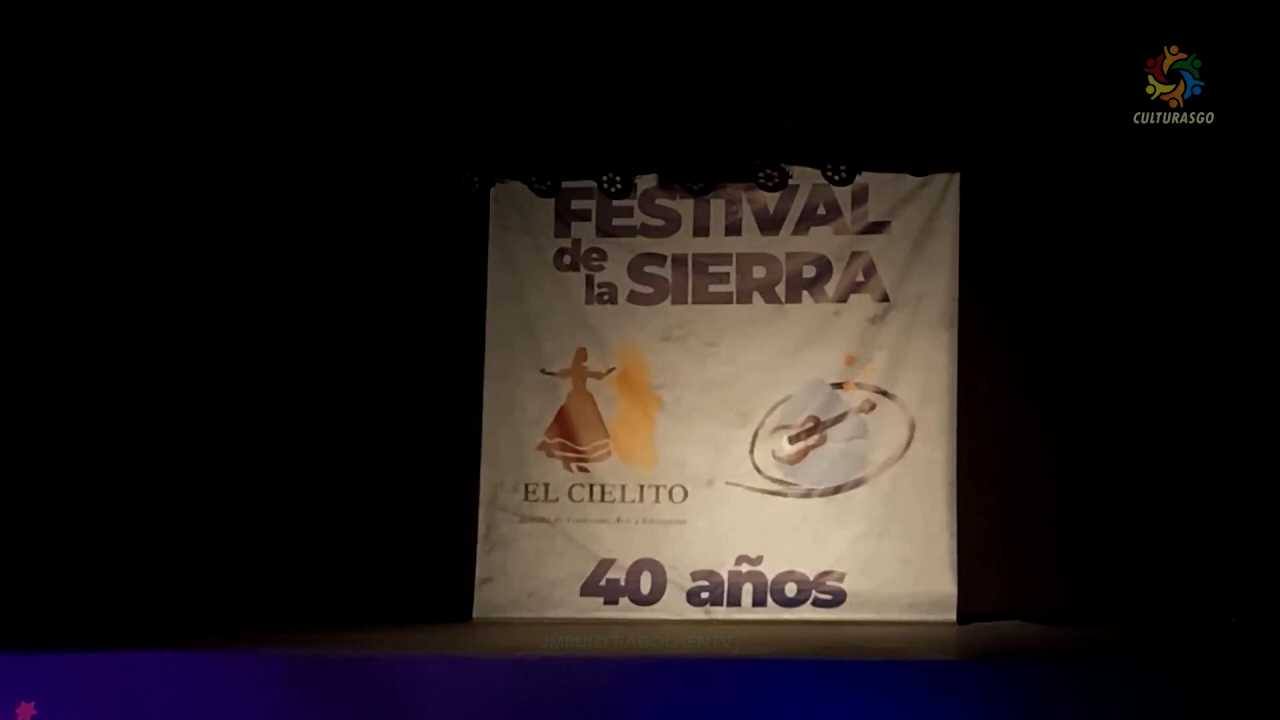 CULTURASGO
FESTIVAL
de
la SIERRA
EL CIELITO
40 años